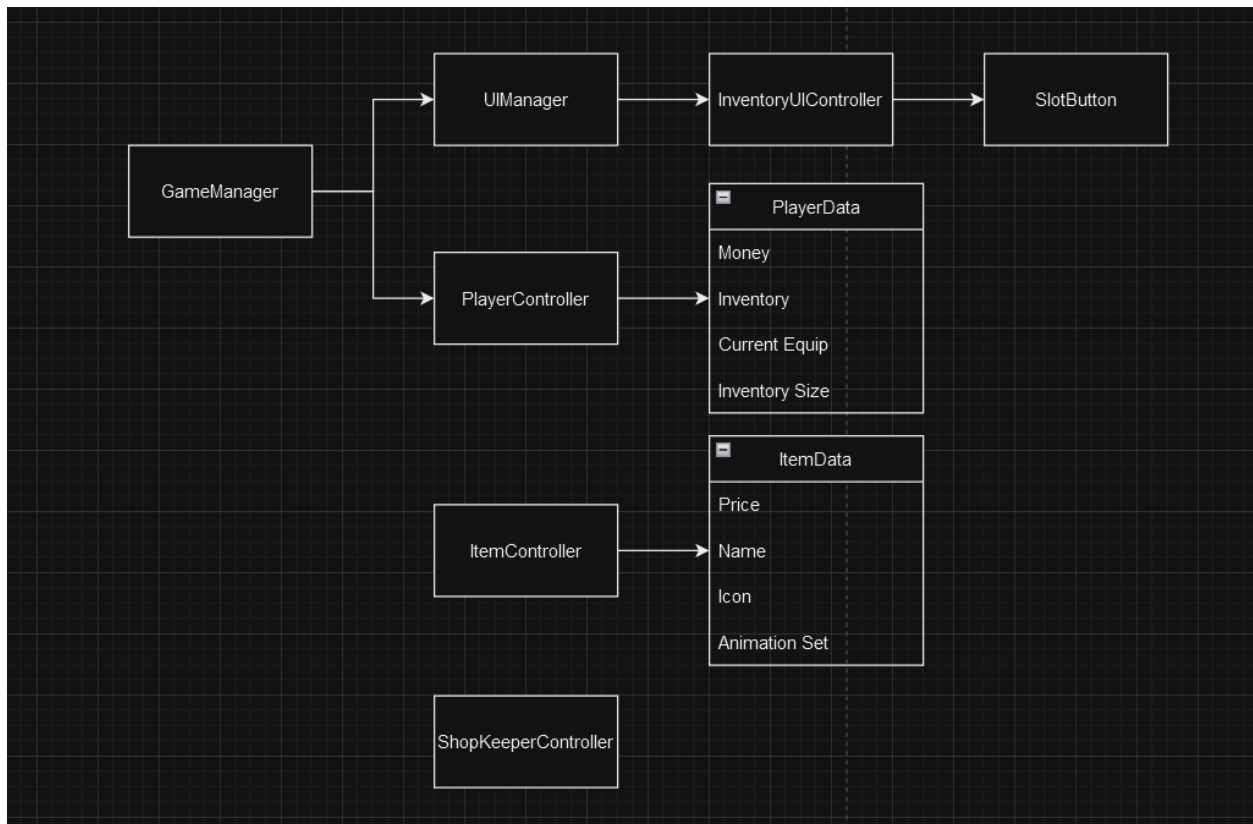 UIManager
InventoryUIController
SlotButton
GameManager
PlayerData
Money
Inventory
Current Equip
Inventory Size
PlayerController
ItemData
Price
Name
Icon
Animation Set
ItemController
ShopKeeperController